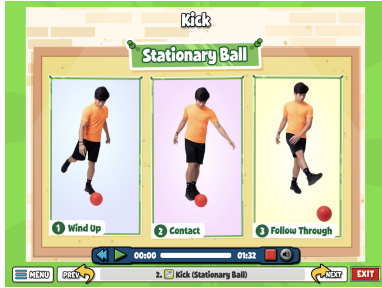 Kick
Stationary Ball
1 Wind Up
2 Contact
3 Follow Through
00:00
01:32
MENU
PREV
2. Kick (Stationary Ball)
NEXT
EXIT